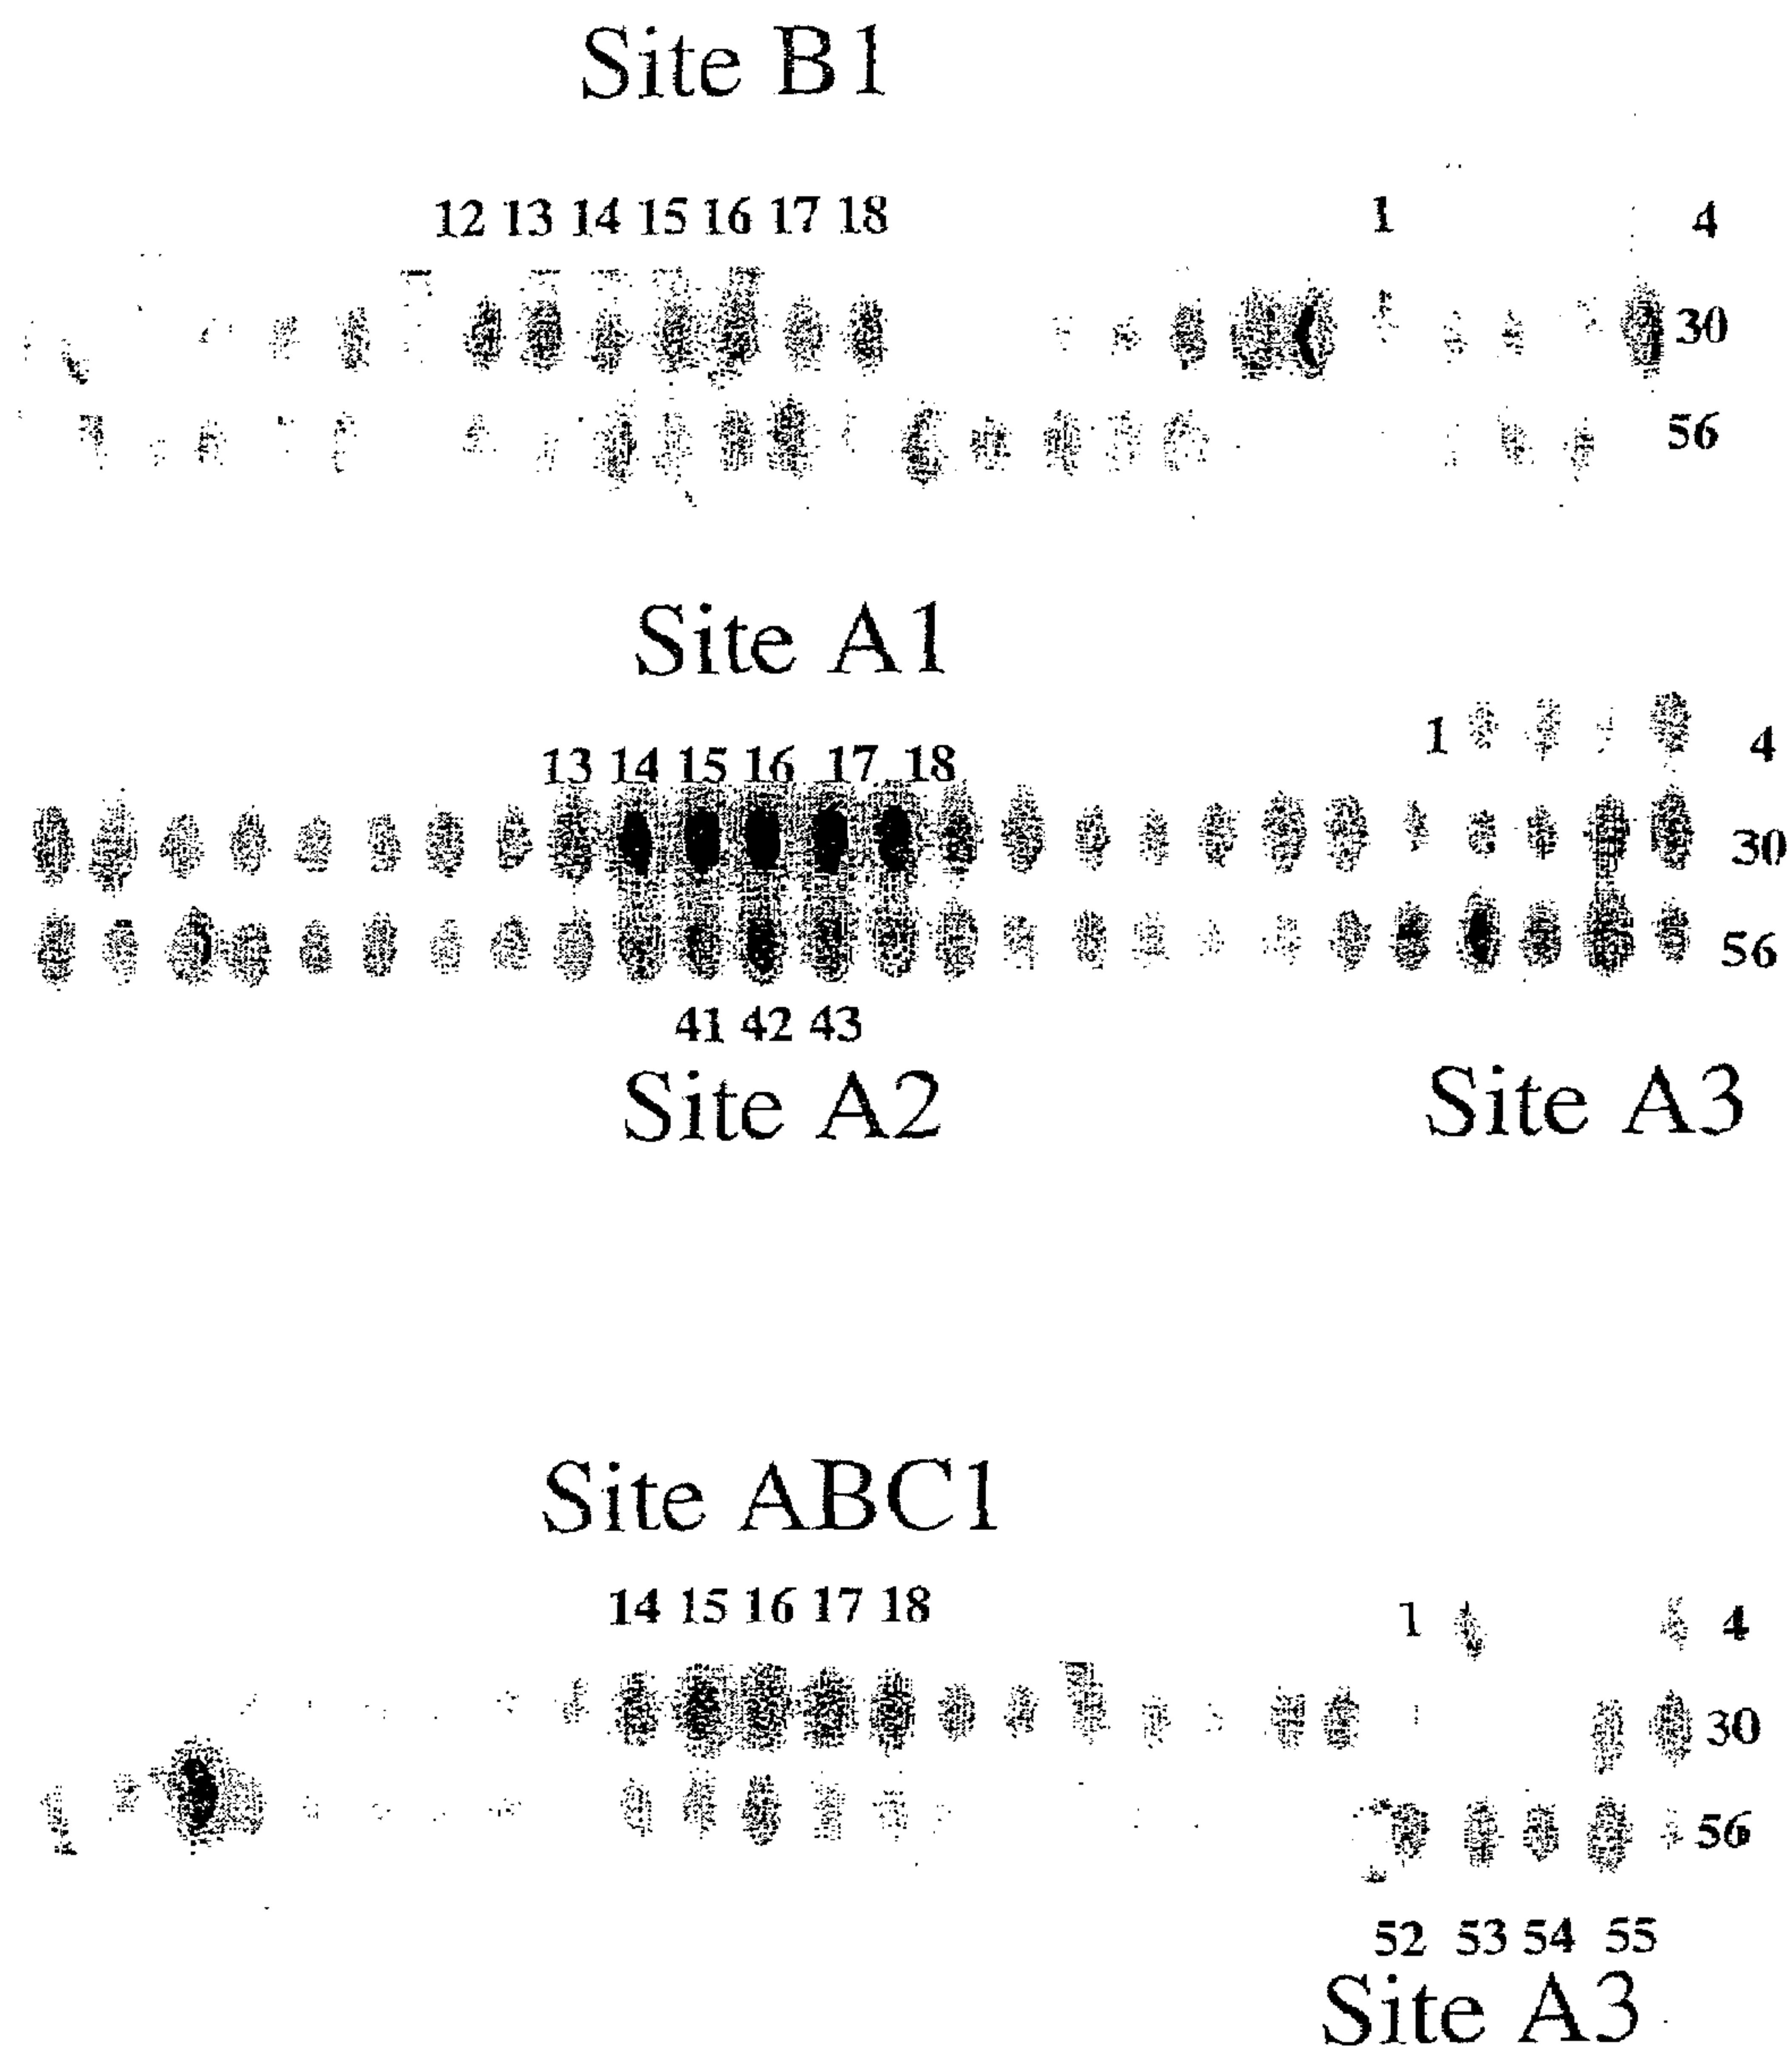 Site B1
12 13 14 15 16 17 18 1 4
30
56
Site A1
1 4
13 14 15 16 17 18
30
56
41 42 43
Site A2 Site A3
Site ABC1
14 15 16 17 18 1 4
30
56
52 53 54 55
Site A3